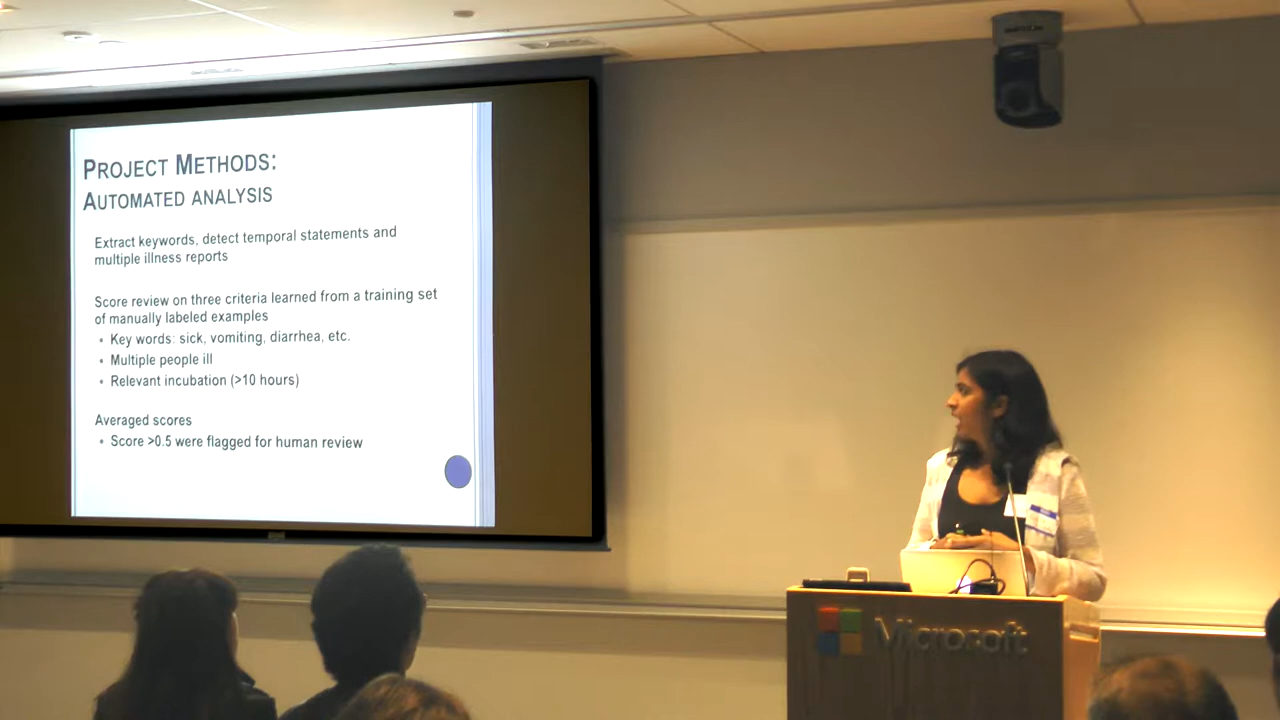 PROJECT METHODS:
AUTOMATED ANALYSIS
Extract keywords, detect temporal statements and
multiple illness reports
Score review on three criteria learned from a training set
of manually labeled examples
• Key words: sick, vomiting, diarrhea, etc.
• Multiple people ill
• Relevant incubation (>10 hours)
Averaged scores
• Score >0.5 were flagged for human review
Microsoft